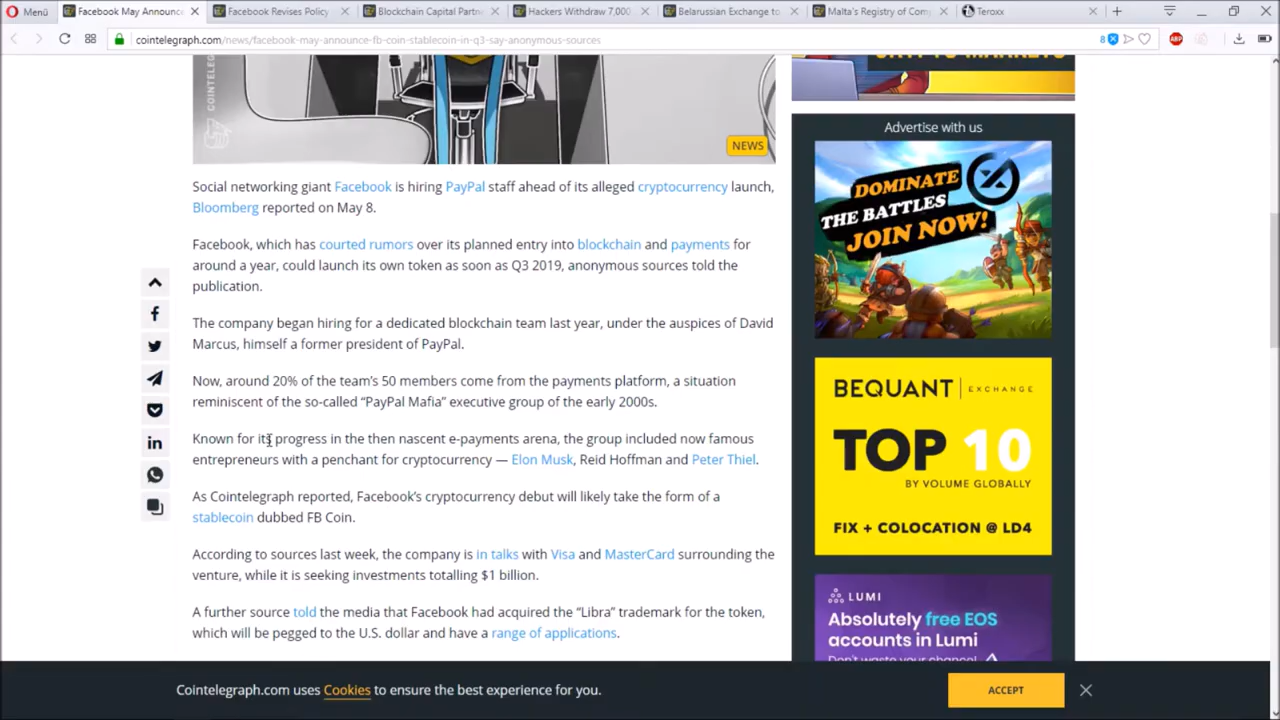 Menü
Facebook May Announce
Facebook Revises Policy
Blockchain Capital Partn
Hackers Withdraw 7,000
Belarussian Exchange to
Malta's Registry of Com
Teroxx
cointelegraph.com/news/facebook-may-announce-fb-coin-stablecoin-in-q3-say-anonymous-sources
8
ABP
COINTELEG
NEWS
Social networking giant Facebook is hiring PayPal staff ahead of its alleged cryptocurrency launch,
Bloomberg reported on May 8.
Facebook, which has courted rumors over its planned entry into blockchain and payments for
around a year, could launch its own token as soon as Q3 2019, anonymous sources told the
publication.
The company began hiring for a dedicated blockchain team last year, under the auspices of David
Marcus, himself a former president of PayPal.
Now, around 20% of the team's 50 members come from the payments platform, a situation
reminiscent of the so-called “PayPal Mafia” executive group of the early 2000s.
Known for its progress in the then nascent e-payments arena, the group included now famous
entrepreneurs with a penchant for cryptocurrency — Elon Musk, Reid Hoffman and Peter Thiel.
As Cointelegraph reported, Facebook's cryptocurrency debut will likely take the form of a
stablecoin dubbed FB Coin.
According to sources last week, the company is in talks with Visa and MasterCard surrounding the
venture, while it is seeking investments totalling $1 billion.
A further source told the media that Facebook had acquired the “Libra” trademark for the token,
which will be pegged to the U.S. dollar and have a range of applications.
Advertise with us
DOMINATE
THE BATTLES
JOIN NOW!
BEQUANT EXCHANGE
TOP 10
BY VOLUME GLOBALLY
FIX + COLOCATION @ LD4
LUMI
Absolutely free EOS
accounts in Lumi
Don't waste your chance!
Cointelegraph.com uses Cookies to ensure the best experience for you.
ACCEPT